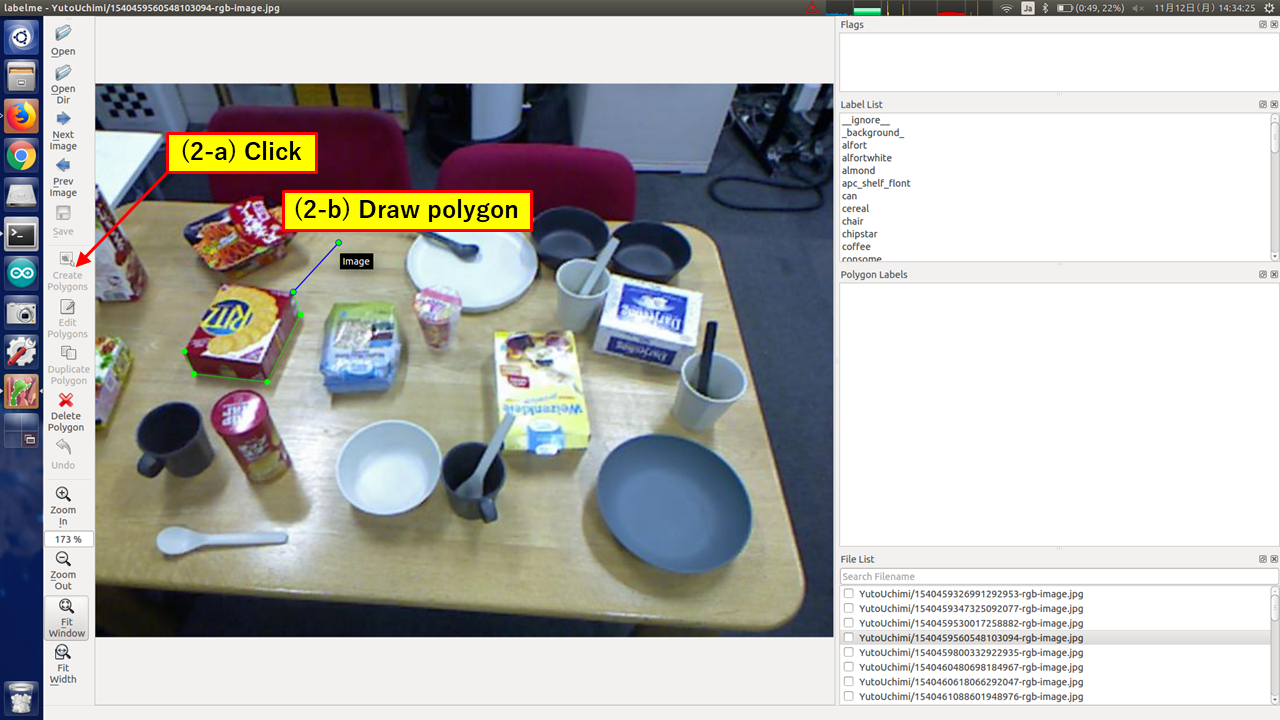 labelme - YutoUchimi/1540459560548103094-rgb-image.jpg
Ja
(0:49, 22%)
11月12日(月) 14:34:25
Open
Open
Dir
Next
Image
Prev
Image
Save
Create
Polygons
Edit
Polygons
Duplicate
Polygon
Delete
Polygon
Undo
Zoom
In
173 %
Zoom
Out
Fit
Window
Fit
Width
(2-a) Click
(2-b) Draw polygon
Image
RITZ
Darjeeling
Darjeeling
Weizenkleie
Flags
Label List
__ignore__
_background_
alfort
alfortwhite
almond
apc_shelf_flont
can
cereal
chair
chipstar
coffee
consome
Polygon Labels
File List
Search Filename
YutoUchimi/1540459326991292953-rgb-image.jpg
YutoUchimi/1540459347325092077-rgb-image.jpg
YutoUchimi/1540459530017258882-rgb-image.jpg
YutoUchimi/1540459560548103094-rgb-image.jpg
YutoUchimi/1540459800332922935-rgb-image.jpg
YutoUchimi/1540460480698184967-rgb-image.jpg
YutoUchimi/1540460618066292047-rgb-image.jpg
YutoUchimi/1540461088601948976-rgb-image.jpg